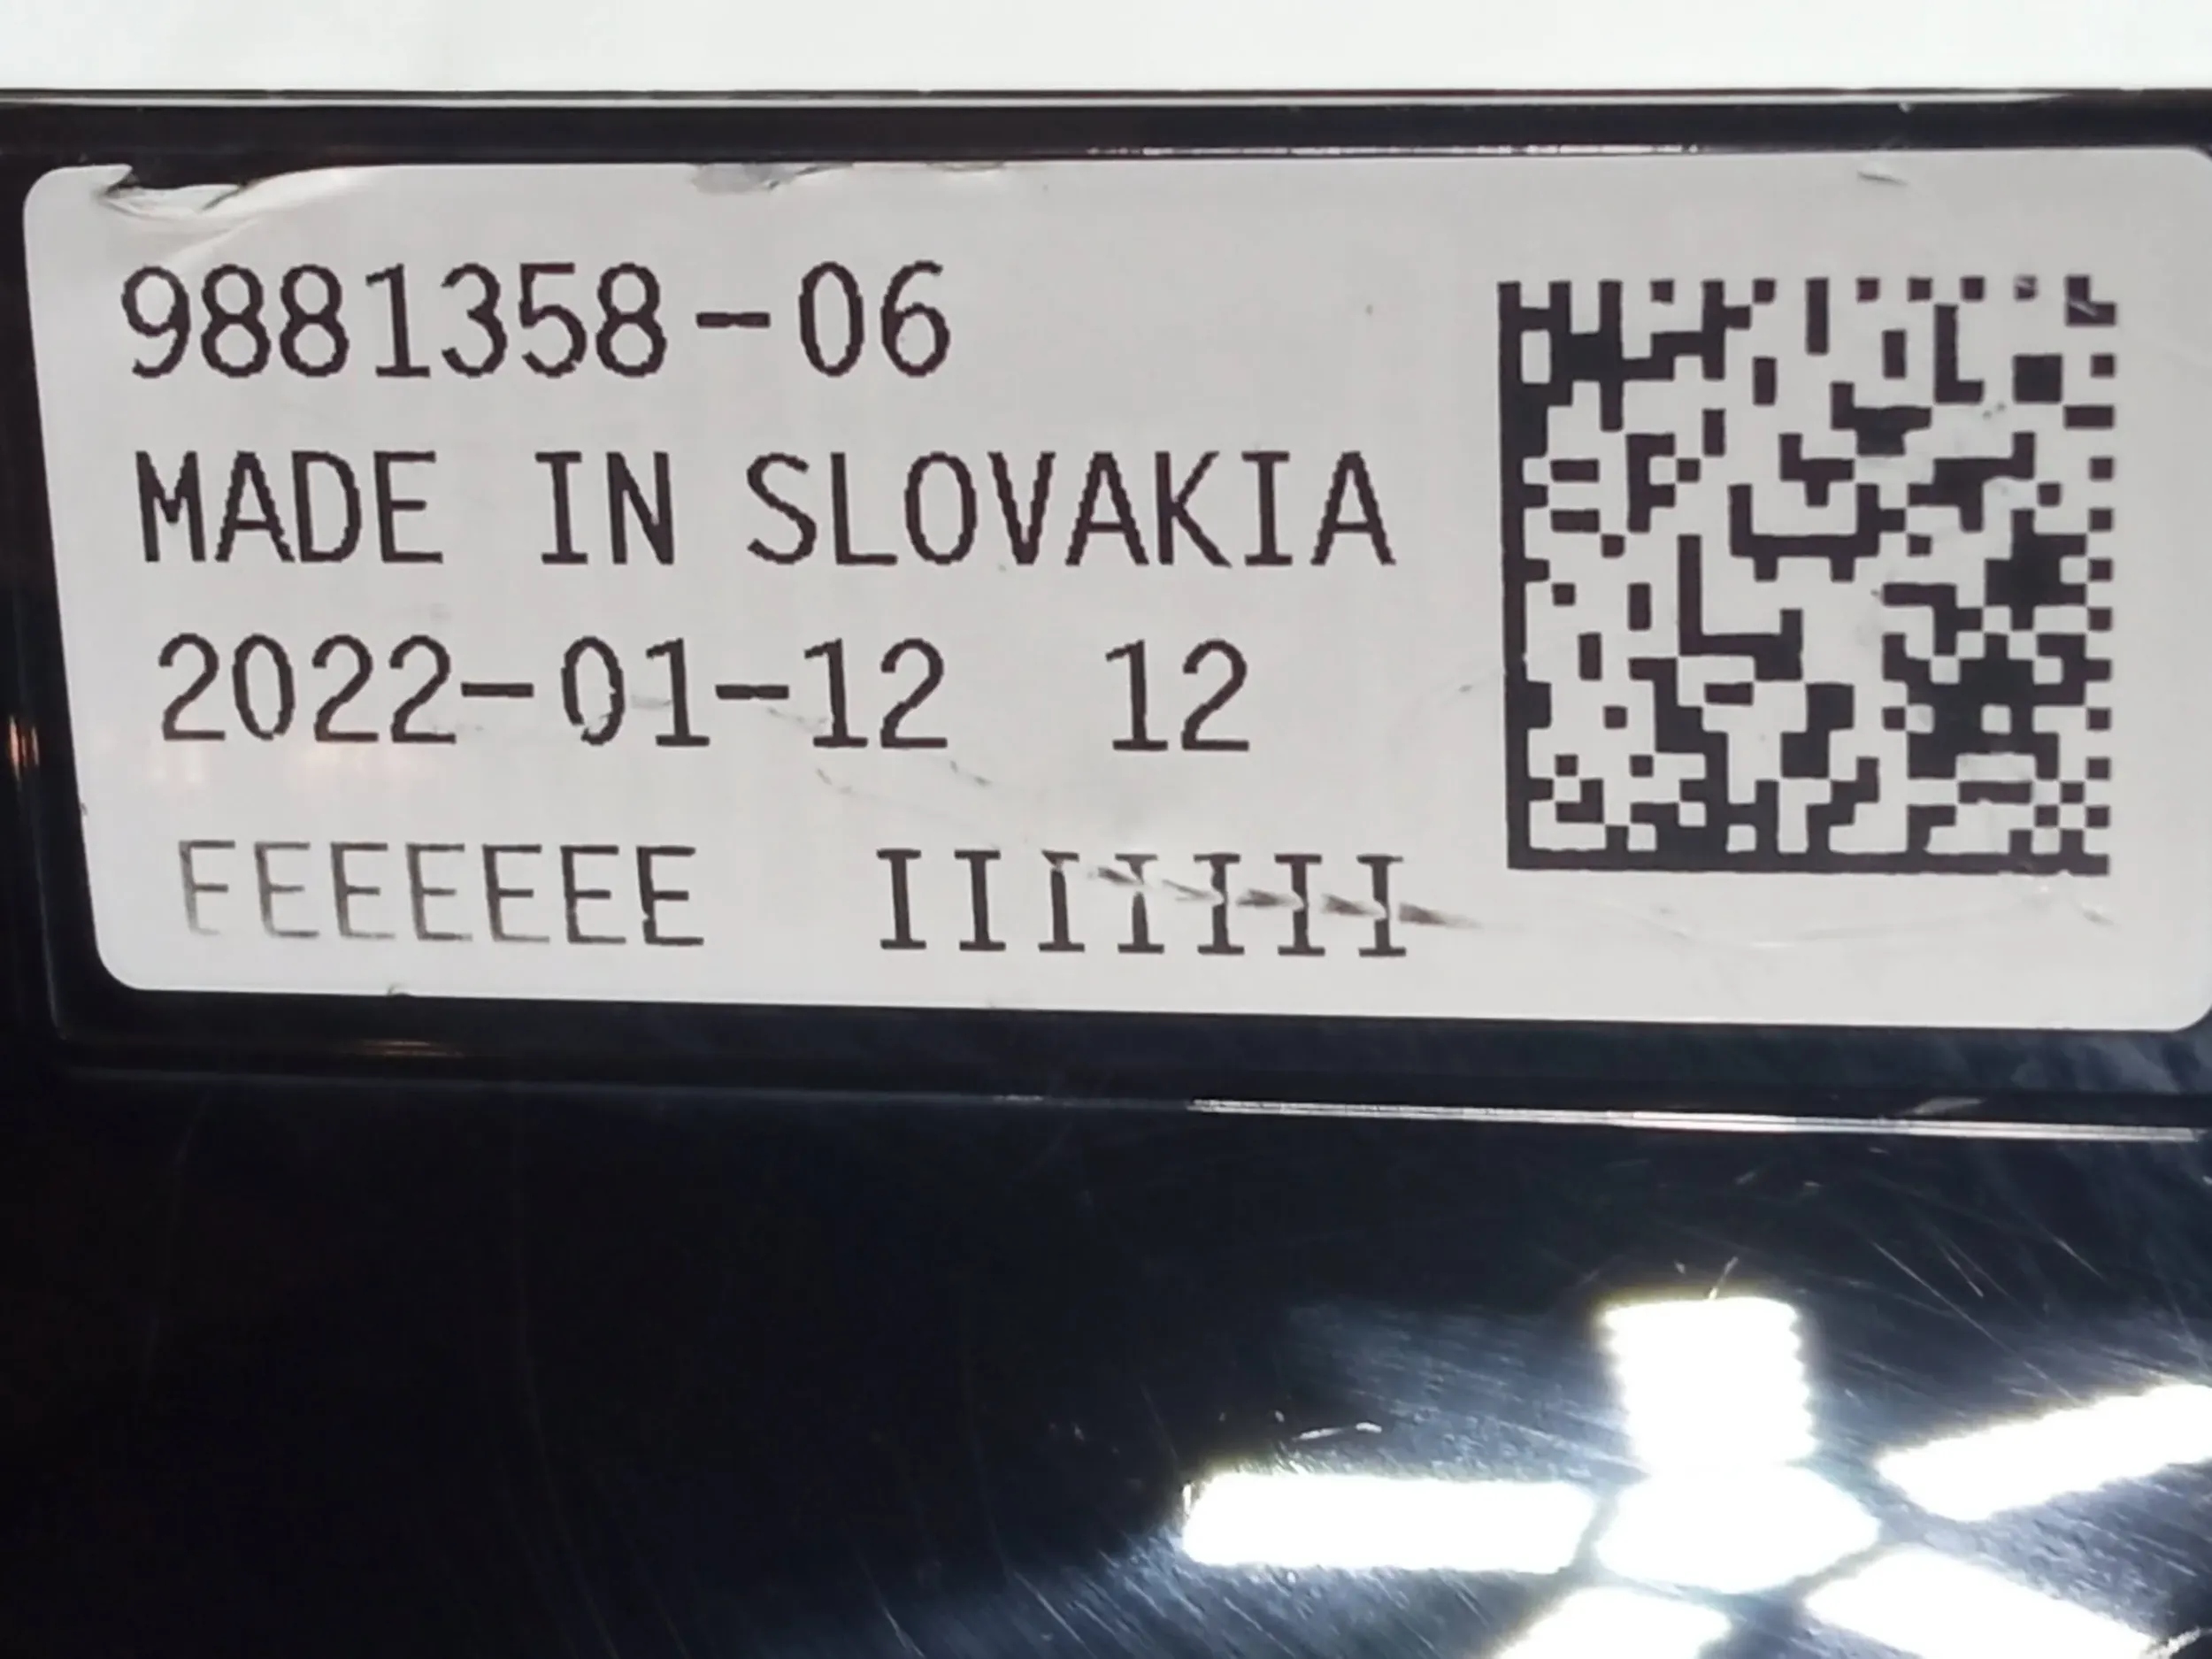 9881358-06
MADE IN SLOVAKIA
2022-01-12 12
EEEEEEE IIIIIII